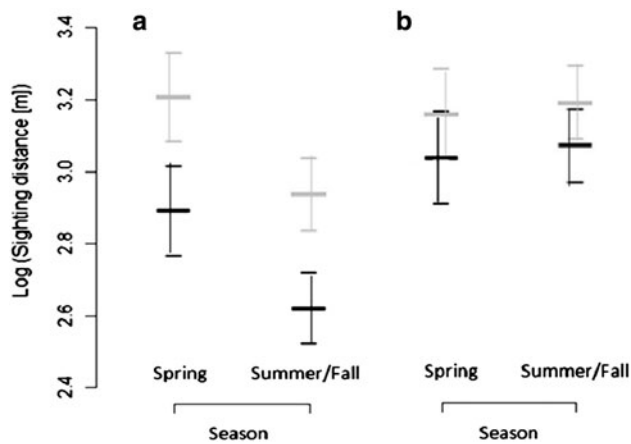 a
b
Log (Sighting distance [m])
3.4
3.2
3.0
2.8
2.6
2.4
Spring
Summer/Fall
Spring
Summer/Fall
Season
Season